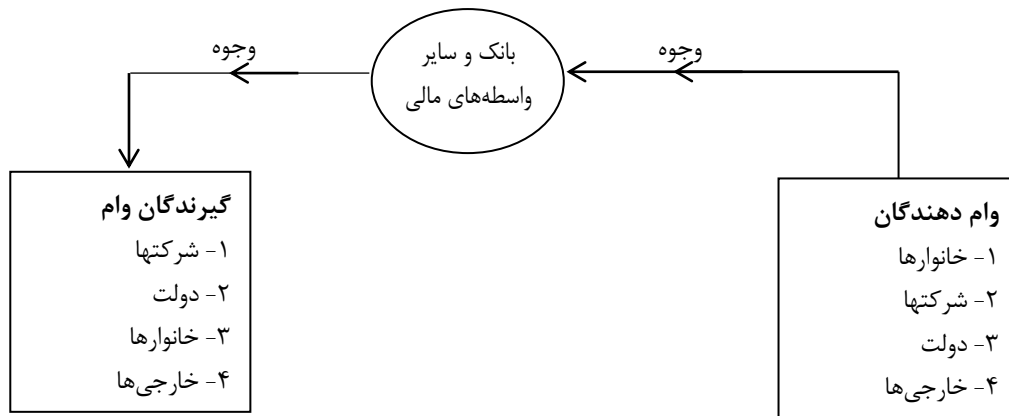 وجوه
بانک و سایر
واسطه‌های مالی
وجوه
وام دهندگان
۱- خانوارها
۲- شرکتها
۳- دولت
۴- خارجی‌ها
گیرندگان وام
۱- شرکتها
۲- دولت
۳- خانوارها
۴- خارجی‌ها